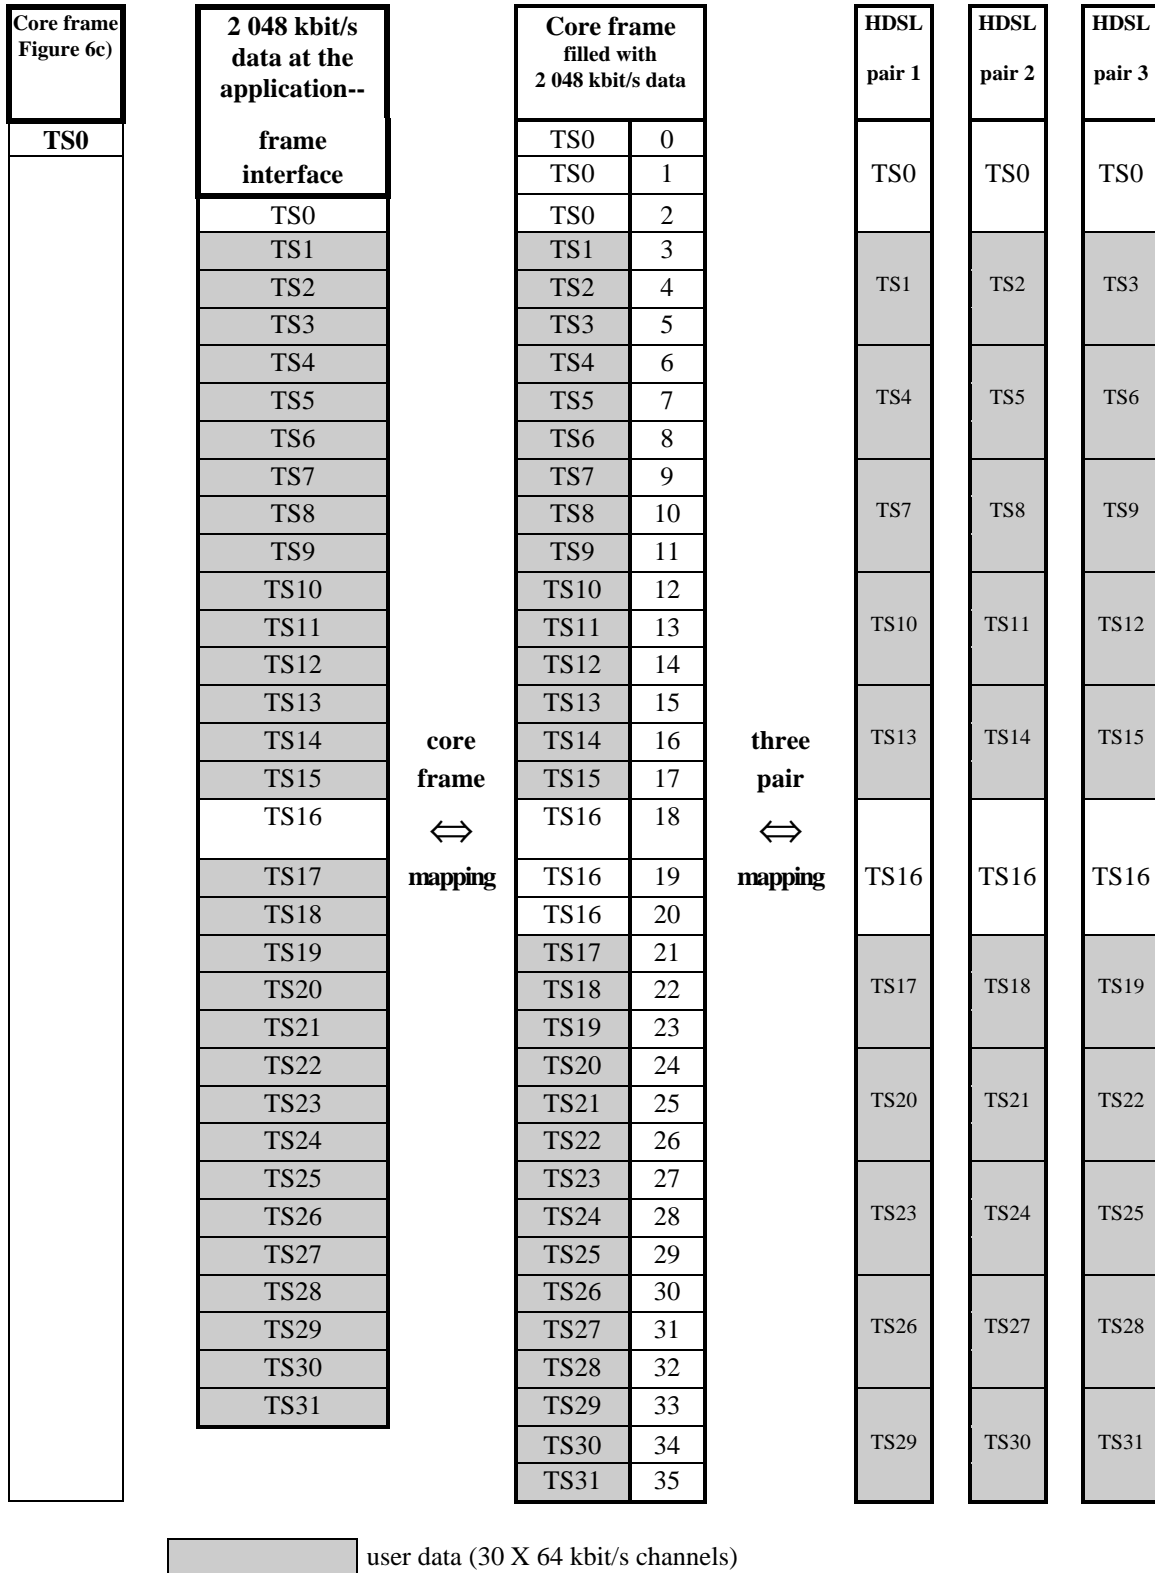 Core frame
Figure 6c)
2 048 kbit/s
data at the
application--
frame
interface
Core frame
filled with
2 048 kbit/s data
HDSL
pair 1
HDSL
pair 2
HDSL
pair 3
TS0
TS0 0
TS0 1
TS0 TS0 TS0
TS0 TS0 2
TS1 TS1 3
TS2 TS2 4 TS1 TS2 TS3
TS3 TS3 5
TS4 TS4 6
TS5 TS5 7 TS4 TS5 TS6
TS6 TS6 8
TS7 TS7 9
TS8 TS8 10 TS7 TS8 TS9
TS9 TS9 11
TS10 TS10 12
TS11 TS11 13 TS10 TS11 TS12
TS12 TS12 14
TS13 TS13 15
TS14 core TS14 16 three TS13 TS14 TS15
TS15 frame TS15 17 pair
TS16 ⇔ TS16 18 ⇔
TS17 mapping TS16 19 mapping TS16 TS16 TS16
TS18 TS16 20
TS19 TS17 21
TS20 TS18 22 TS17 TS18 TS19
TS21 TS19 23
TS22 TS20 24
TS23 TS21 25 TS20 TS21 TS22
TS24 TS22 26
TS25 TS23 27
TS26 TS24 28 TS23 TS24 TS25
TS27 TS25 29
TS28 TS26 30
TS29 TS27 31 TS26 TS27 TS28
TS30 TS28 32
TS31 TS29 33
TS30 34 TS29 TS30 TS31
TS31 35
user data (30 X 64 kbit/s channels)